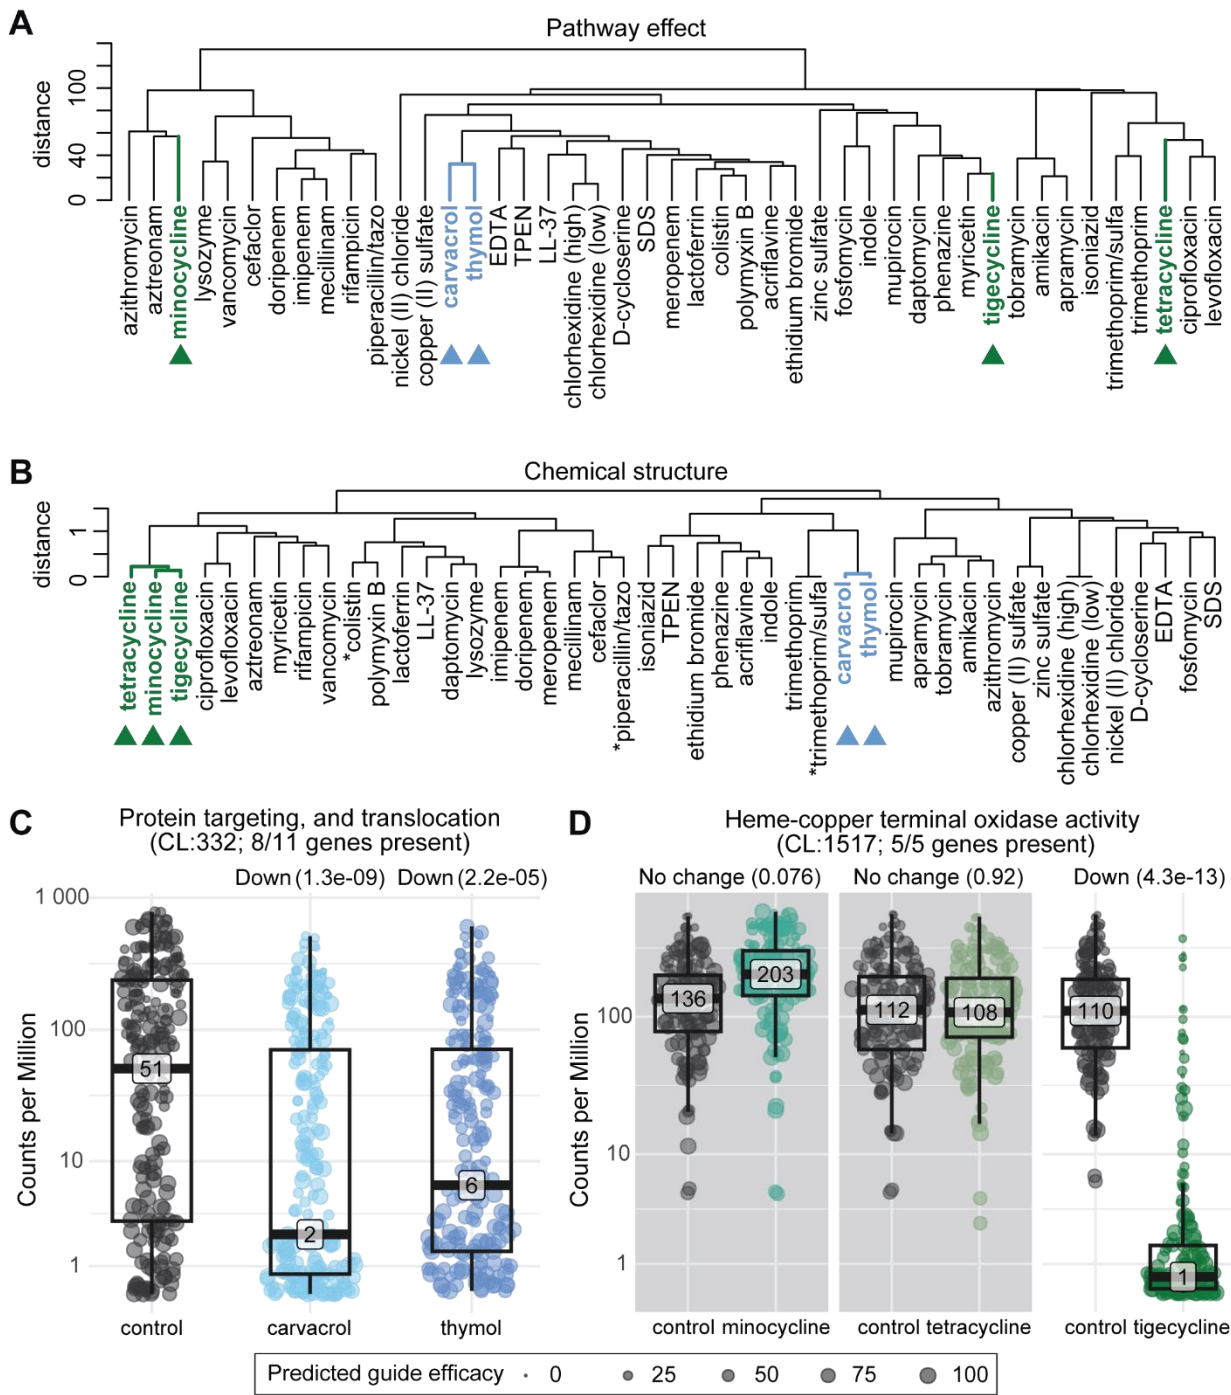 A
Pathway effect
distance
100
40
0
azithromycin
aztreonam
minocycline
lysozyme
vancomycin
cefaclor
doripenem
imipenem
mecillinam
rifampicin
piperacillin/tazo
nickel (II) chloride
copper (II) sulfate
carvacrol
thymol
EDTA
TPEN
LL-37
chlorhexidine (high)
chlorhexidine (low)
D-cycloserine
SDS
meropenem
lactoferrin
colistin
polymyxin B
acriflavine
ethidium bromide
zinc sulfate
fosfomycin
indole
mupirocin
daptomycin
phenazine
myricetin
tigecycline
tobramycin
amikacin
apramycin
isoniazid
trimethoprim/sulfa
trimethoprim
tetracycline
ciprofloxacin
levofloxacin
B
Chemical structure
distance
1
0
tetracycline
minocycline
tigecycline
ciprofloxacin
levofloxacin
aztreonam
myricetin
rifampicin
vancomycin
*colistin
polymyxin B
lactoferrin
LL-37
daptomycin
lysozyme
imipenem
doripenem
meropenem
mecillinam
cefaclor
*piperacillin/tazo
isoniazid
TPEN
ethidium bromide
phenazine
acriflavine
indole
trimethoprim
*trimethoprim/sulfa
carvacrol
thymol
mupirocin
apramycin
tobramycin
amikacin
azithromycin
copper (II) sulfate
zinc sulfate
chlorhexidine (high)
chlorhexidine (low)
nickel (II) chloride
D-cycloserine
EDTA
fosfomycin
SDS
C
Protein targeting, and translocation
(CL:332; 8/11 genes present)
Down (1.3e-09) Down (2.2e-05)
Counts per Million
1 000
100
10
1
51
2
6
control
carvacrol
thymol
D
Heme-copper terminal oxidase activity
(CL:1517; 5/5 genes present)
No change (0.076) No change (0.92) Down (4.3e-13)
Counts per Million
100
10
1
136
203
112
108
110
1
control minocycline
control tetracycline
control tigecycline
Predicted guide efficacy 0 25 50 75 100